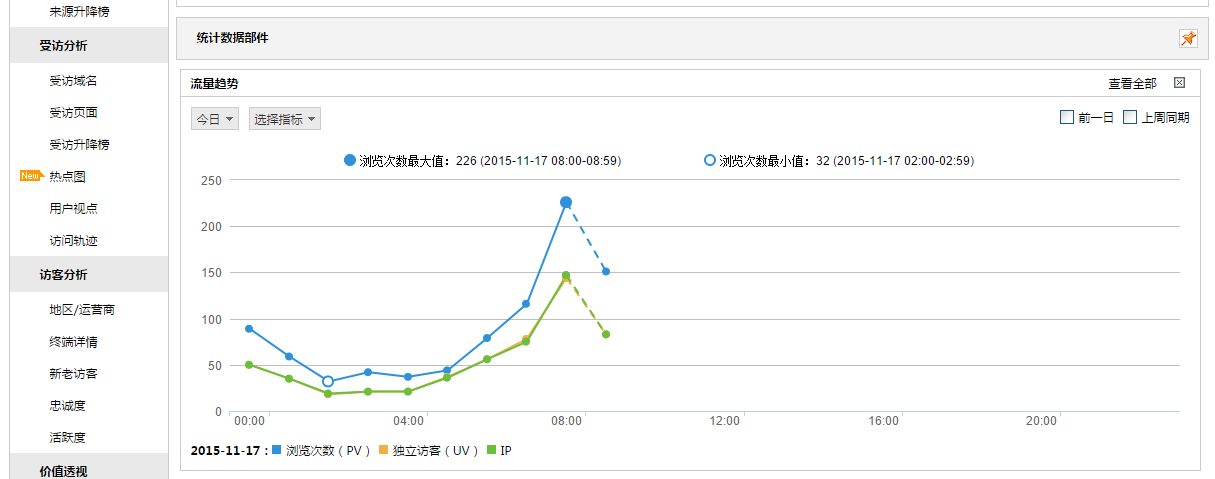 来源升降榜
受访分析
受访域名
受访页面
受访升降榜
New 热点图
用户视点
访问轨迹
访客分析
地区/运营商
终端详情
新老访客
忠诚度
活跃度
价值透视
统计数据部件
流量趋势 查看全部
今日 选择指标 前一日 上周同期
浏览次数最大值：226 (2015-11-17 08:00-08:59) 浏览次数最小值：32 (2015-11-17 02:00-02:59)
250
200
150
100
50
0
00:00 04:00 08:00 12:00 16:00 20:00
2015-11-17： 浏览次数（PV） 独立访客（UV） IP